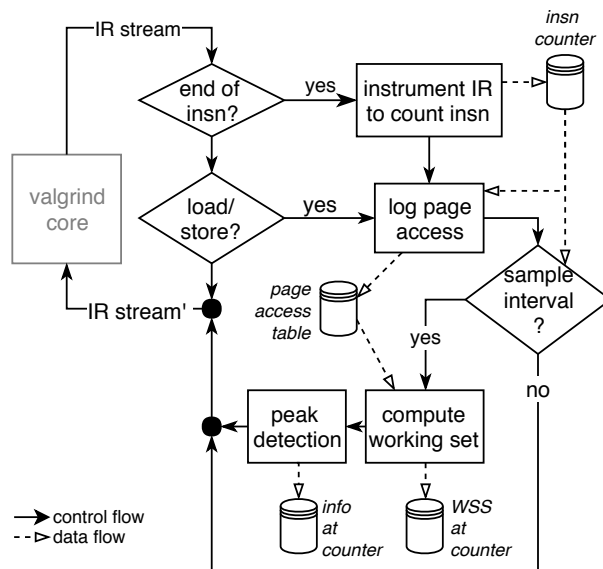 IR stream
insn
counter
end of
insn?
yes
instrument IR
to count insn
valgrind
core
load/
store?
yes
log page
access
sample
interval
?
IR stream'
page
access
table
yes
no
peak
detection
compute
working set
info
at
counter
WSS
at
counter
control flow
data flow